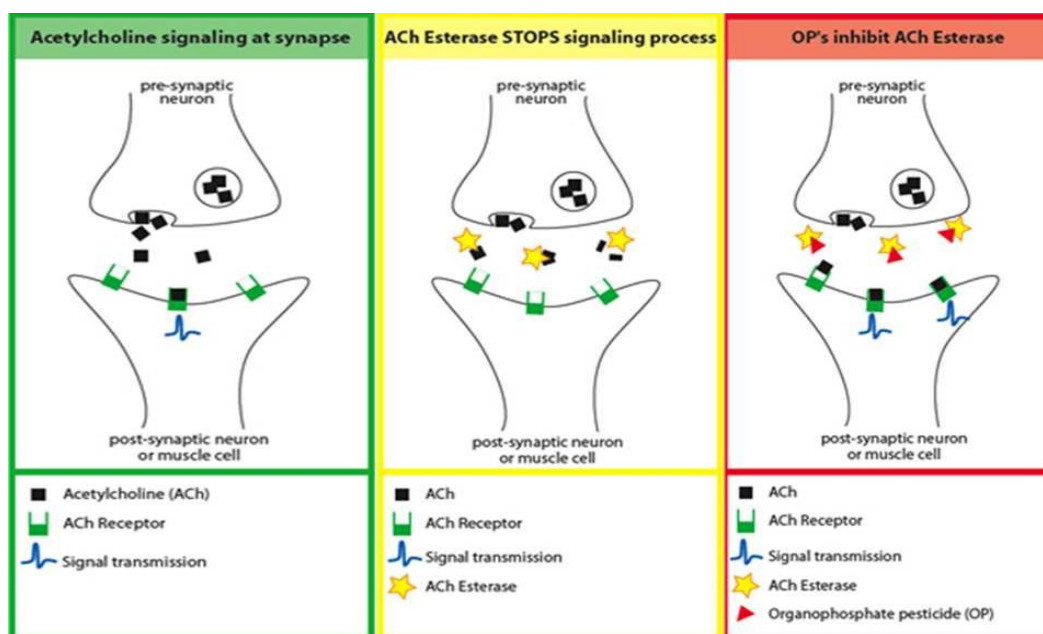 Acetylcholine signaling at synapse
pre-synaptic
neuron
post-synaptic neuron
or muscle cell
Acetylcholine (ACh)
ACh Receptor
Signal transmission
ACh Esterase STOPS signaling process
pre-synaptic
neuron
post-synaptic neuron
or muscle cell
ACh
ACh Receptor
Signal transmission
ACh Esterase
OP's inhibit ACh Esterase
pre-synaptic
neuron
post-synaptic neuron
or muscle cell
ACh
ACh Receptor
Signal transmission
ACh Esterase
Organophosphate pesticide (OP)